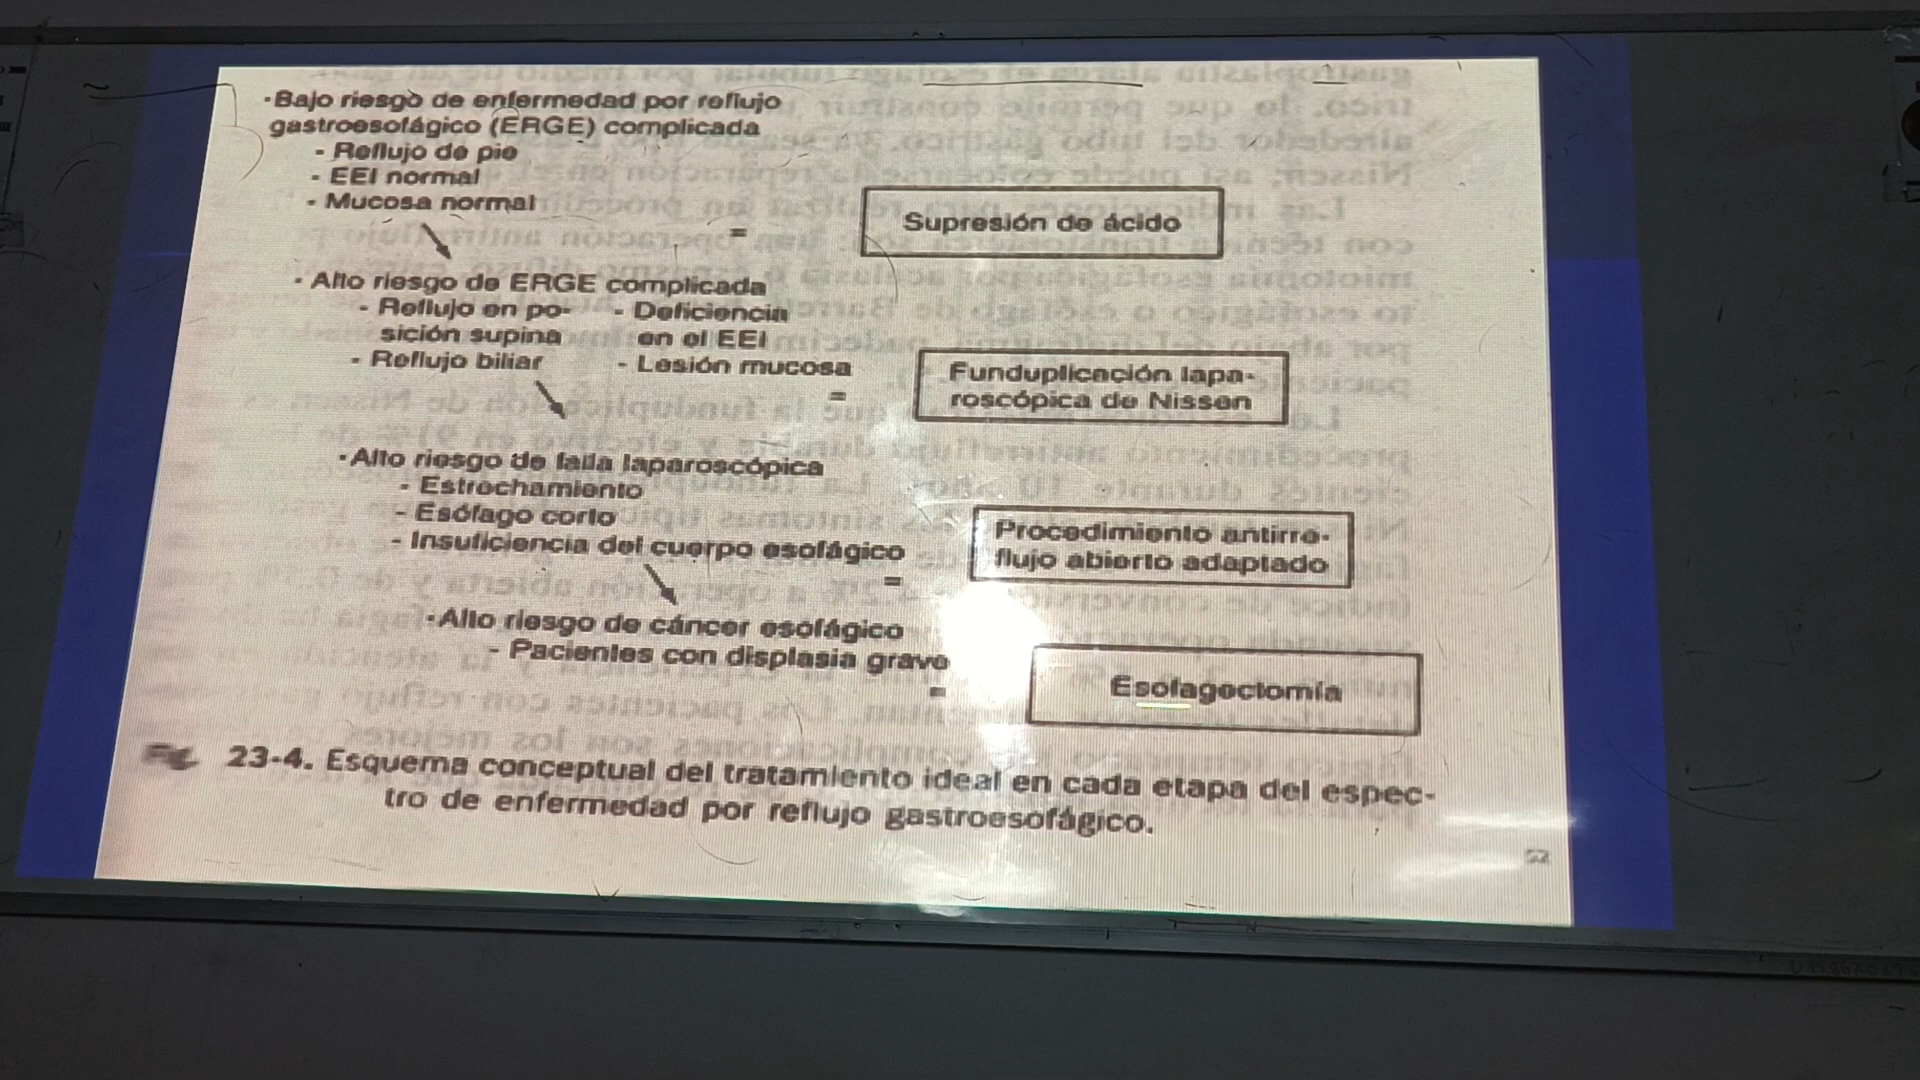 ·Bajo riesgo de enfermedad por reflujo
gastroesofágico (ERGE) complicada
- Reflujo de pie
- EEI normal
- Mucosa normal
= Supresión de ácido
· Alto riesgo de ERGE complicada
- Reflujo en po- - Deficiencia
sición supina en el EEI
- Reflujo biliar - Lesión mucosa
= Funduplicación lapa-
roscópica de Nissen
·Alto riesgo de falla laparoscópica
- Estrechamiento
- Esófago corto
- Insuficiencia del cuerpo esofágico
= Procedimiento antirre-
flujo abierto adaptado
·Alto riesgo de cáncer esofágico
- Pacientes con displasia grave
= Esofagectomía
23-4. Esquema conceptual del tratamiento ideal en cada etapa del espec-
tro de enfermedad por reflujo gastroesofágico.